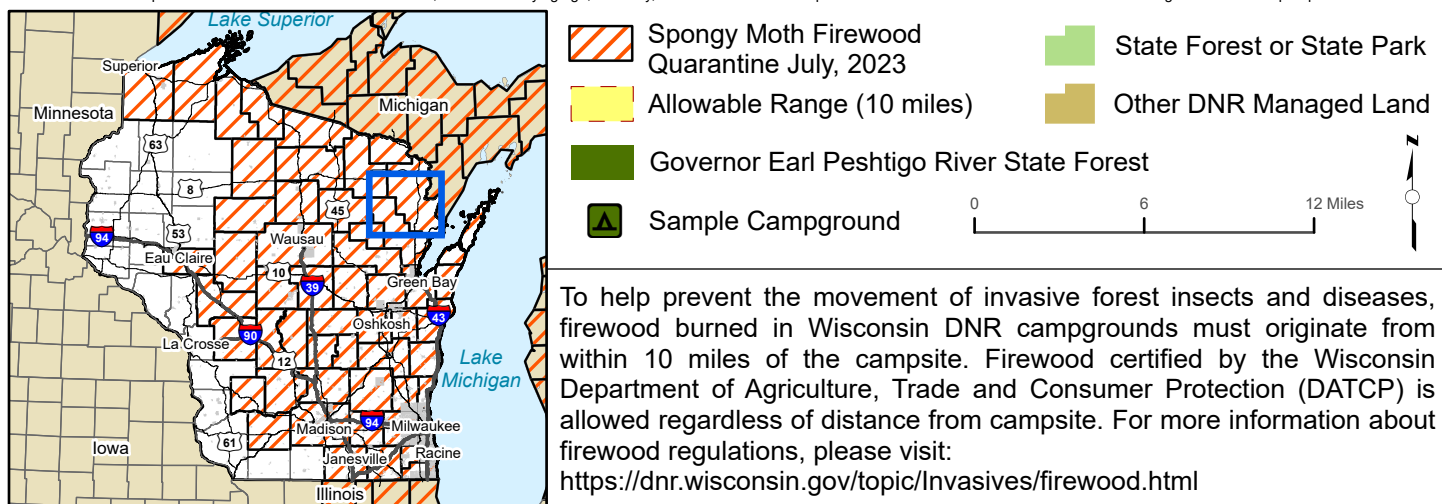 Lake Superior
Superior
Minnesota
Michigan
63
8
45
53
94
Wausau
Eau Claire
10
39
Green Bay
43
Oshkosh
90
La Crosse
12
Lake
Michigan
94
Madison
Milwaukee
61
Iowa
Janesville
Racine
Illinois
Spongy Moth Firewood
Quarantine July, 2023
Allowable Range (10 miles)
Governor Earl Peshtigo River State Forest
Sample Campground
State Forest or State Park
Other DNR Managed Land
0 6 12 Miles
N
To help prevent the movement of invasive forest insects and diseases,
firewood burned in Wisconsin DNR campgrounds must originate from
within 10 miles of the campsite. Firewood certified by the Wisconsin
Department of Agriculture, Trade and Consumer Protection (DATCP) is
allowed regardless of distance from campsite. For more information about
firewood regulations, please visit:
https://dnr.wisconsin.gov/topic/Invasives/firewood.html